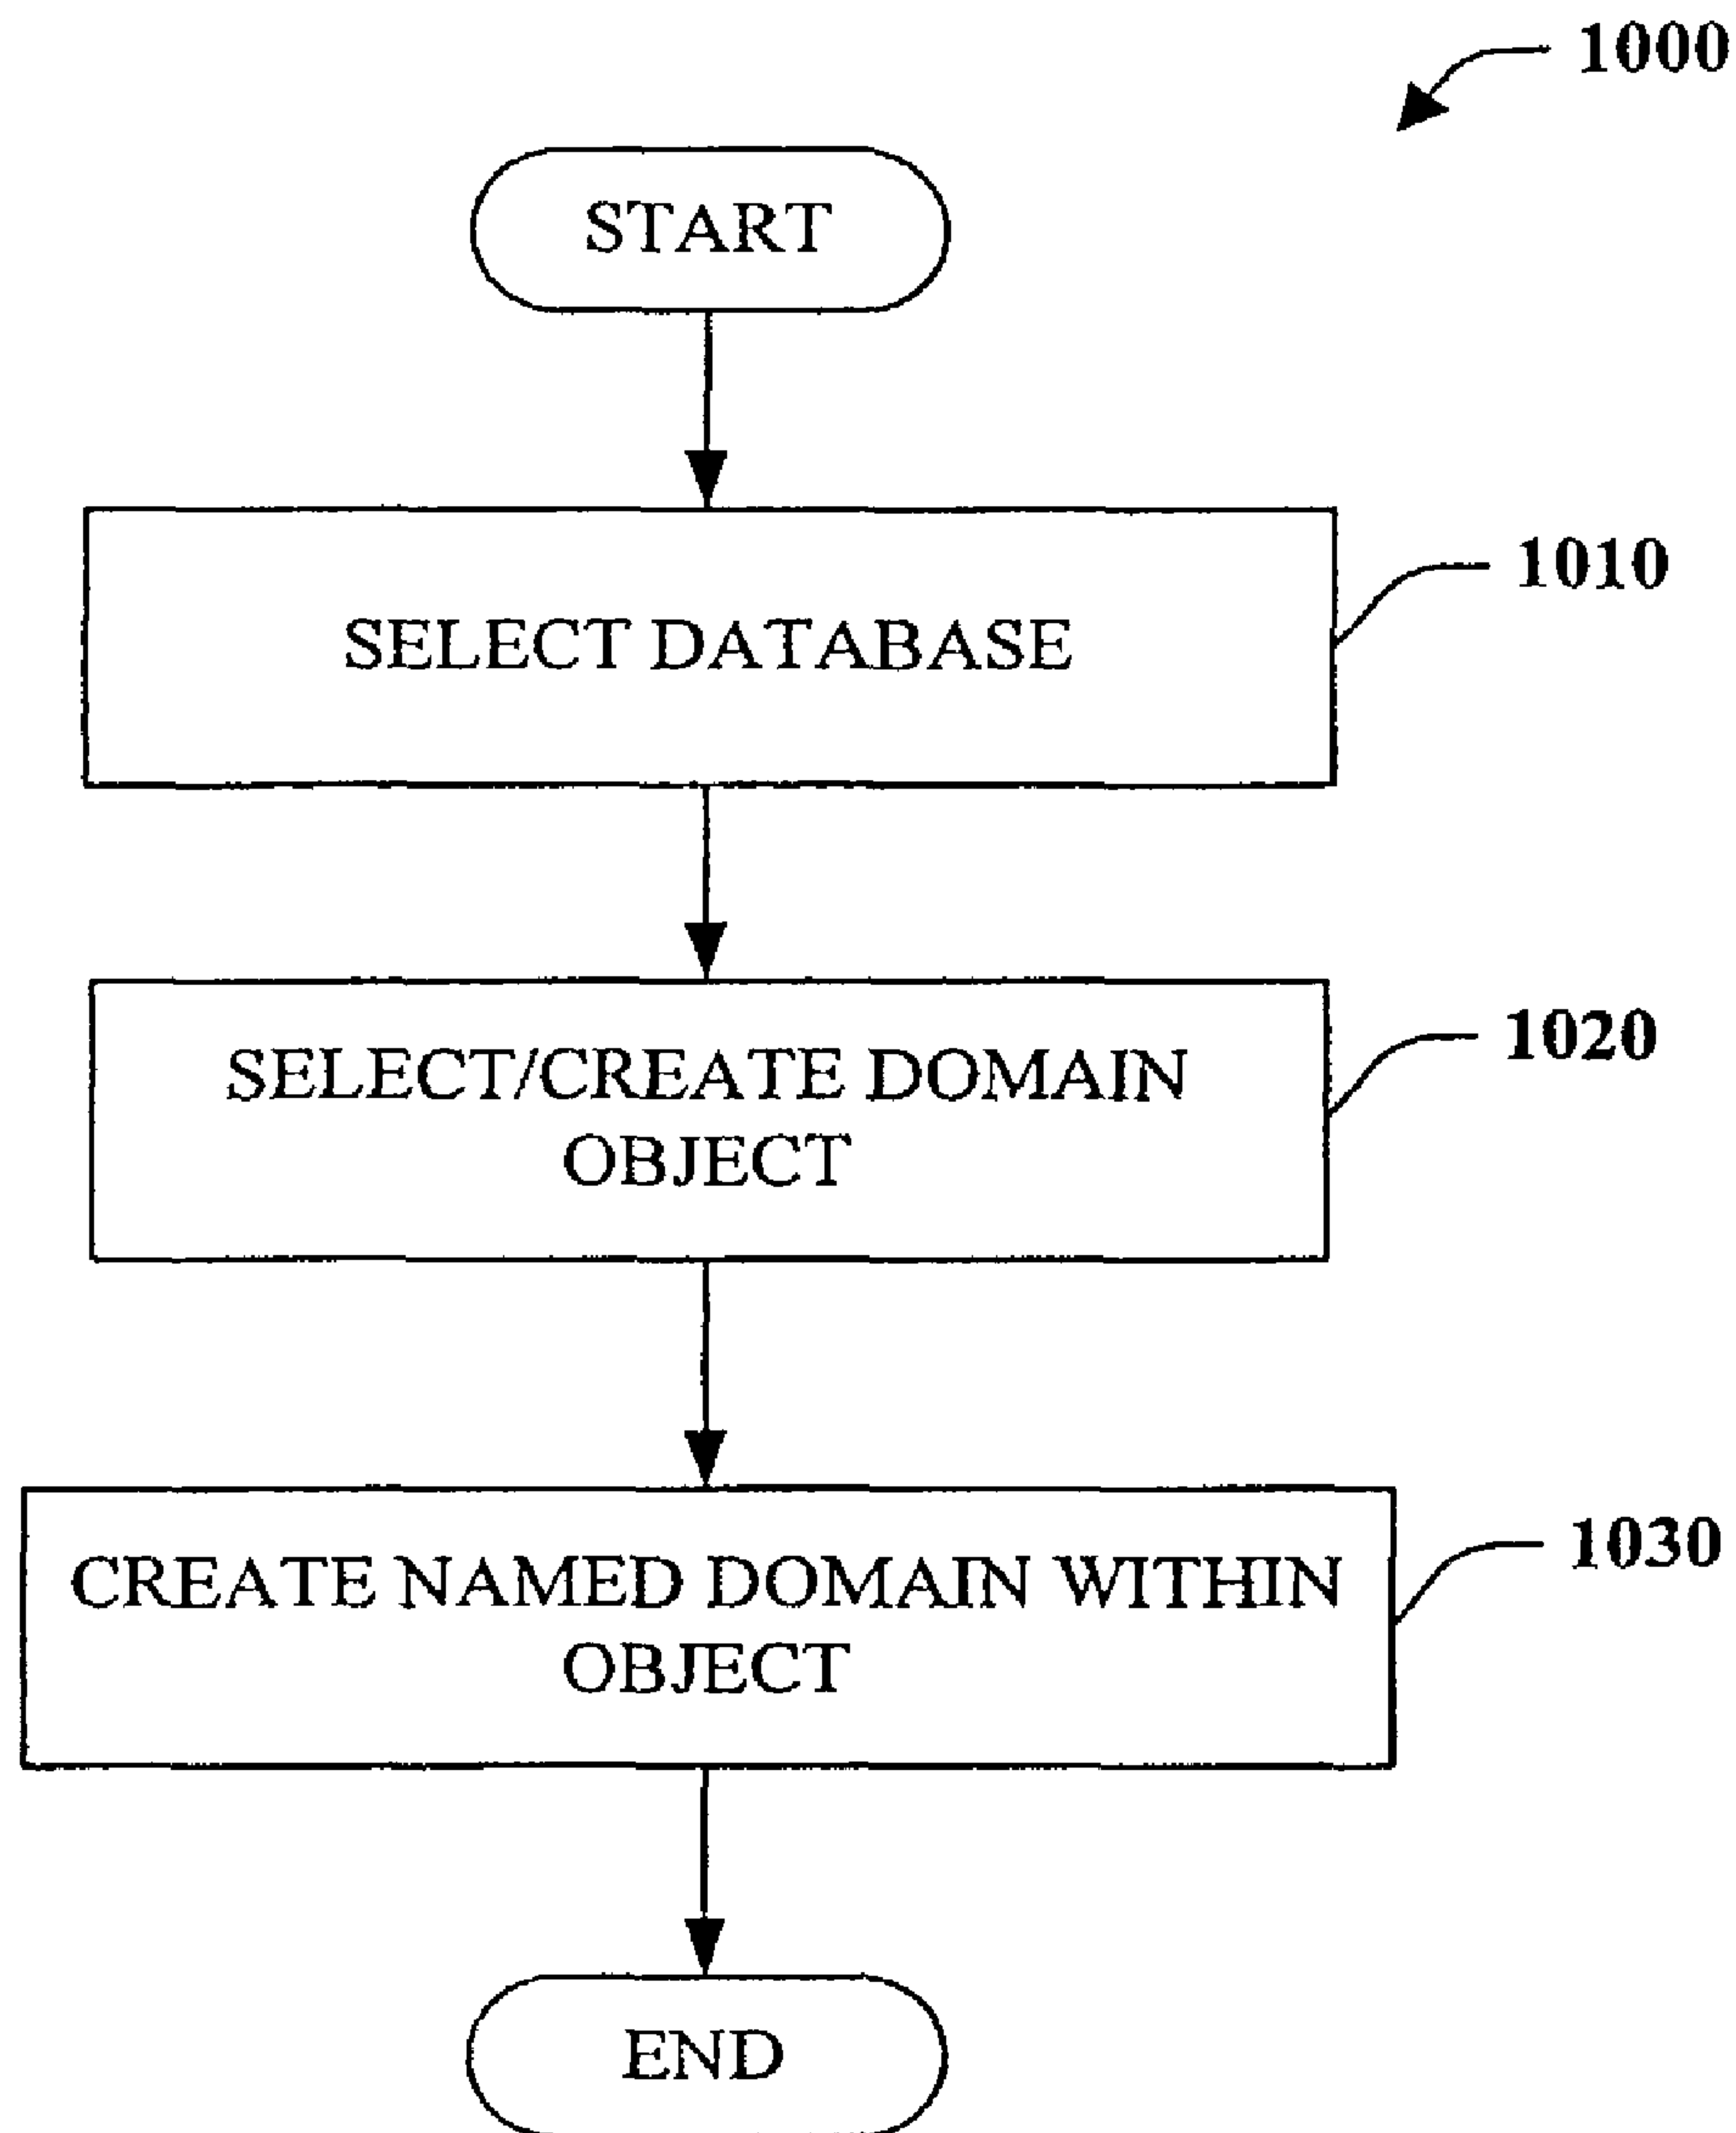 1000
START
1010
SELECT DATABASE
1020
SELECT/CREATE DOMAIN
OBJECT
1030
CREATE NAMED DOMAIN WITHIN
OBJECT
END